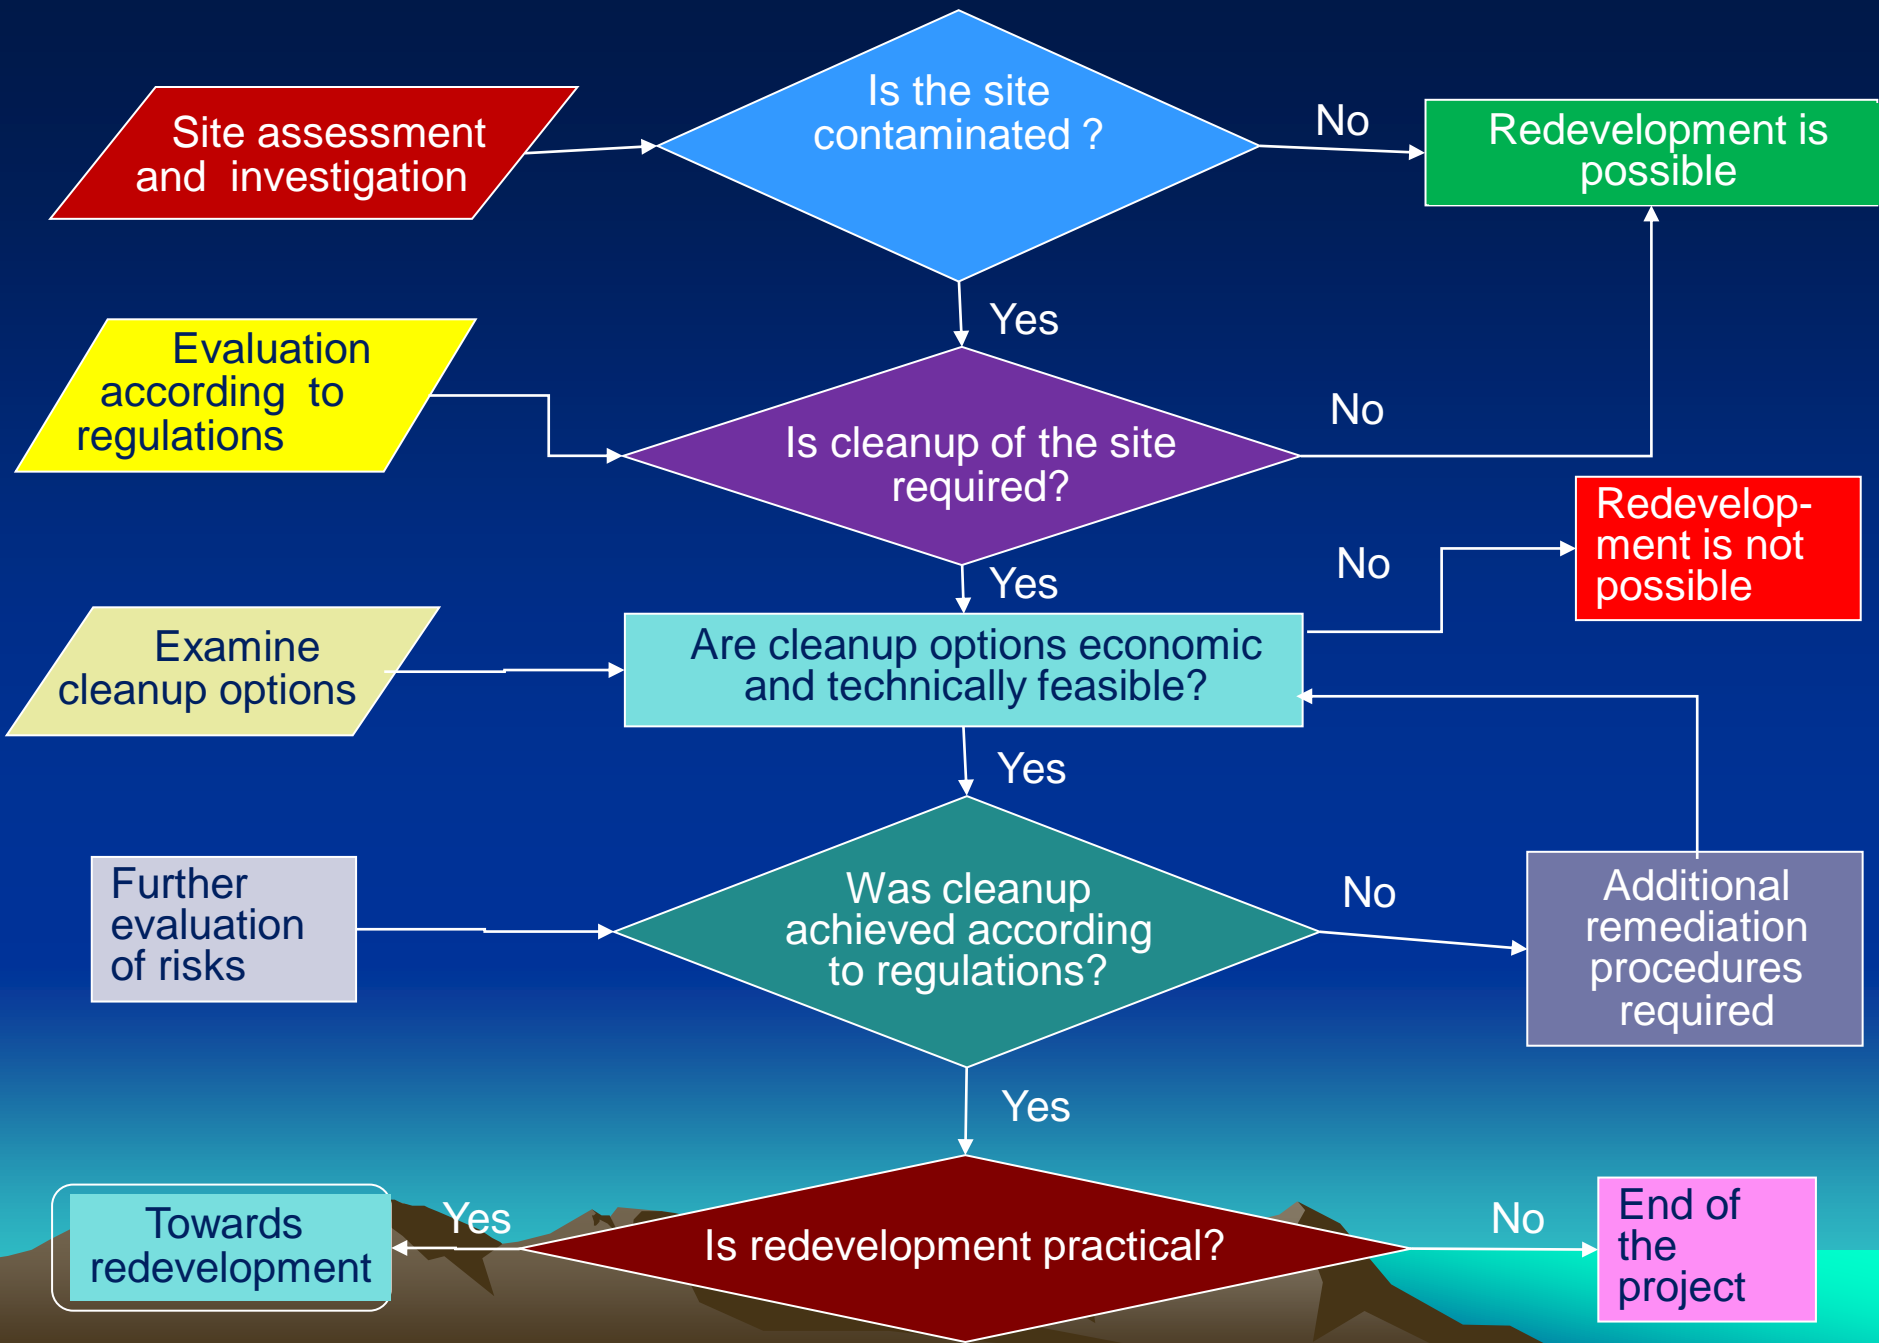 Is the site
contaminated ?
Site assessment
and investigation
No
Redevelopment is
possible
Yes
Evaluation
according to
regulations
Is cleanup of the site
required?
No
Redevelop-
ment is not
possible
No
Yes
Examine
cleanup options
Are cleanup options economic
and technically feasible?
Yes
Further
evaluation
of risks
Was cleanup
achieved according
to regulations?
No
Additional
remediation
procedures
required
Yes
Towards
redevelopment
Yes
Is redevelopment practical?
No
End of
the
project